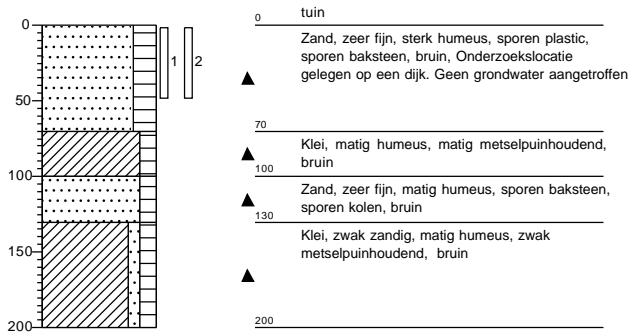 0
50
100
150
200
1 2
0 tuin
Zand, zeer fijn, sterk humeus, sporen plastic,
sporen baksteen, bruin, Onderzoekslocatie
gelegen op een dijk. Geen grondwater aangetroffen
70
Klei, matig humeus, matig metselpuinhoudend,
bruin
100
Zand, zeer fijn, matig humeus, sporen baksteen,
sporen kolen, bruin
130
Klei, zwak zandig, matig humeus, zwak
metselpuinhoudend, bruin
200